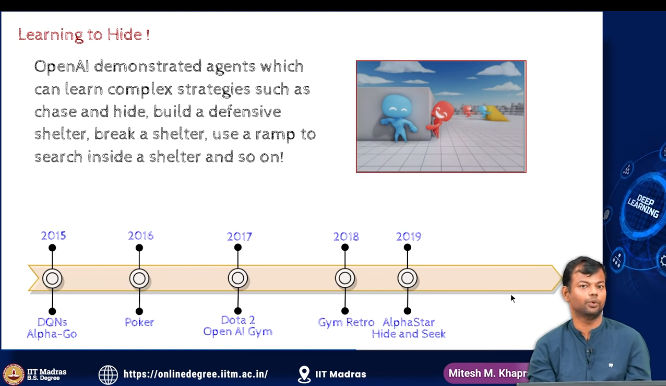 Learning to Hide !
OpenAI demonstrated agents which
can learn complex strategies such as
chase and hide, build a defensive
shelter, break a shelter, use a ramp to
search inside a shelter and so on!
2015
2016
2017
2018
2019
DQNs
Alpha-Go
Poker
Dota 2
Open AI Gym
Gym Retro
AlphaStar
Hide and Seek
DEEP
LEARNING
IIT Madras
B.S. Degree
https://onlinedegree.iitm.ac.in/
IIT Madras
Mitesh M. Khapr